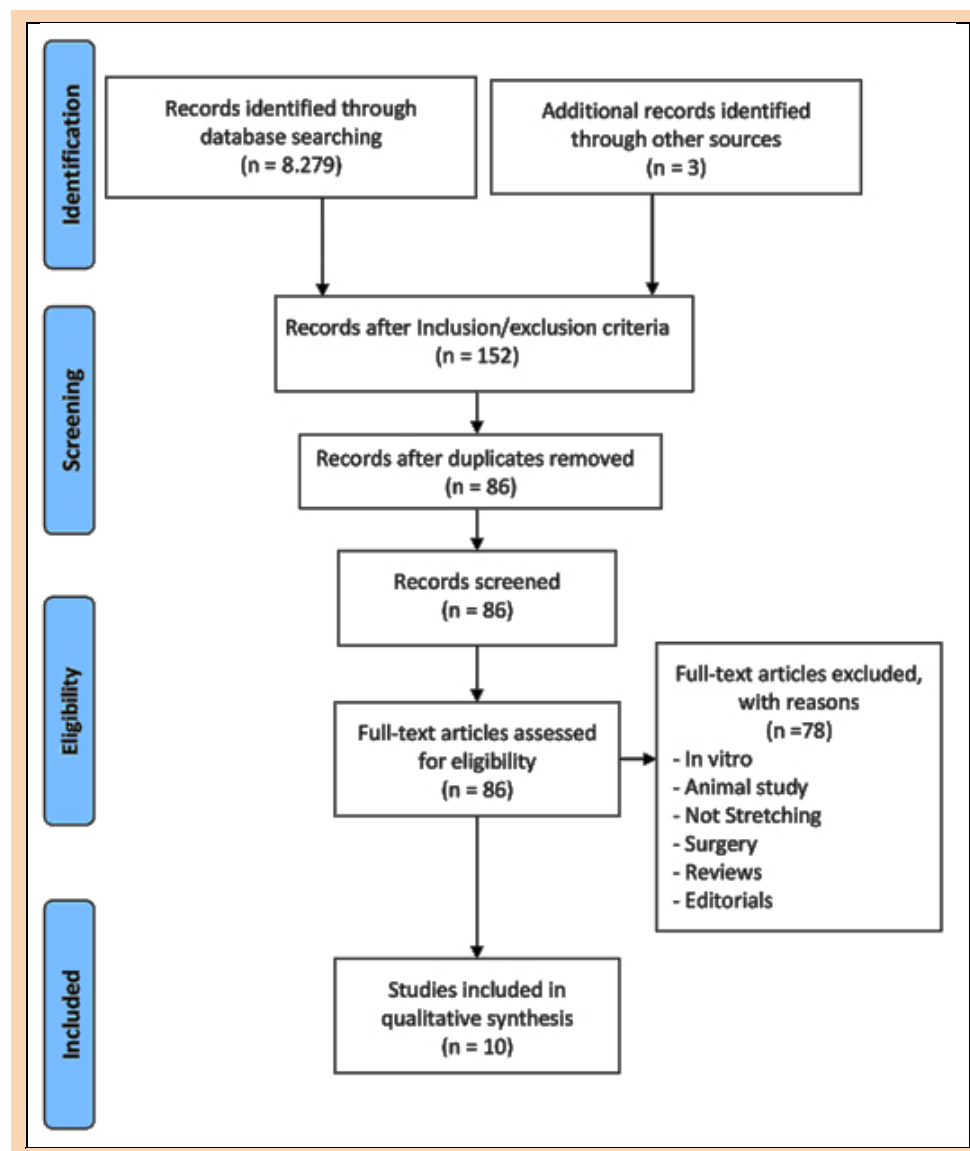 Identification
Records identified through
database searching
(n = 8.279)
Additional records identified
through other sources
(n = 3)
Screening
Records after Inclusion/exclusion criteria
(n = 152)
Records after duplicates removed
(n = 86)
Eligibility
Records screened
(n = 86)
Full-text articles assessed
for eligibility
(n = 86)
Full-text articles excluded,
with reasons
(n =78)
- In vitro
- Animal study
- Not Stretching
- Surgery
- Reviews
- Editorials
Included
Studies included in
qualitative synthesis
(n = 10)